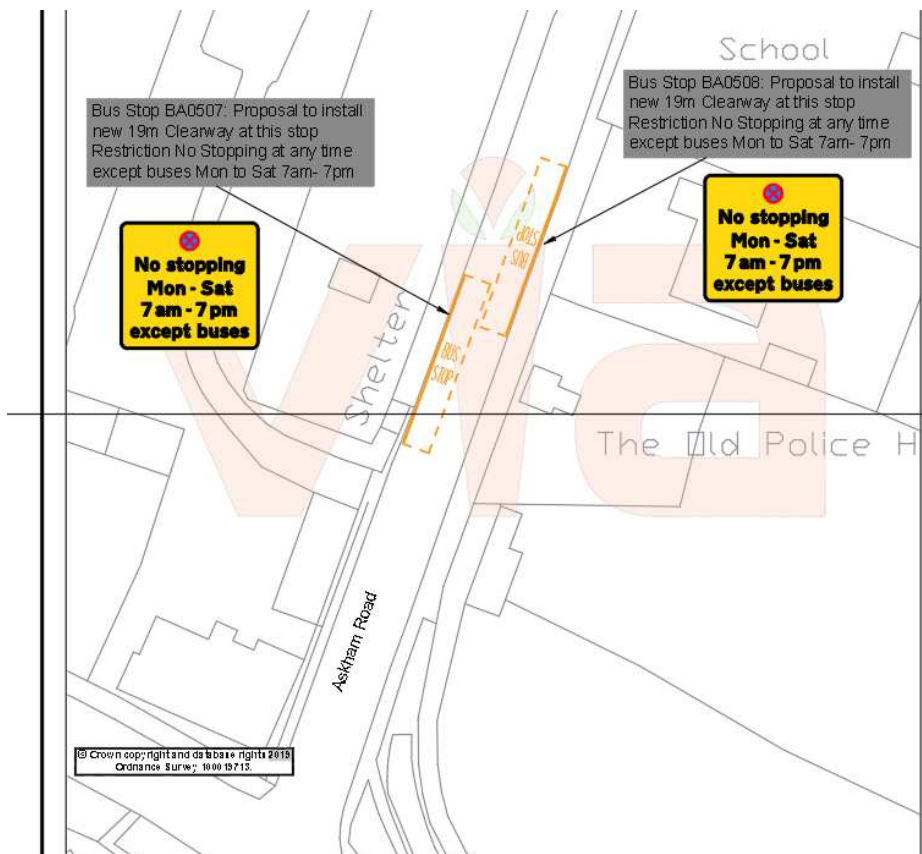 School
Bus Stop BA0507: Proposal to install
new 19m Clearway at this stop
Restriction No Stopping at any time
except buses Mon to Sat 7am- 7pm
Bus Stop BA0508: Proposal to install
new 19m Clearway at this stop
Restriction No Stopping at any time
except buses Mon to Sat 7am- 7pm
No stopping
Mon - Sat
7 am - 7 pm
except buses
No stopping
Mon - Sat
7 am - 7 pm
except buses
BUS
STOP
BUS
STOP
Shelter
The Old Police H
via
Askham Road
© Crown copyright and database rights 2019
Ordnance Survey 100019713.